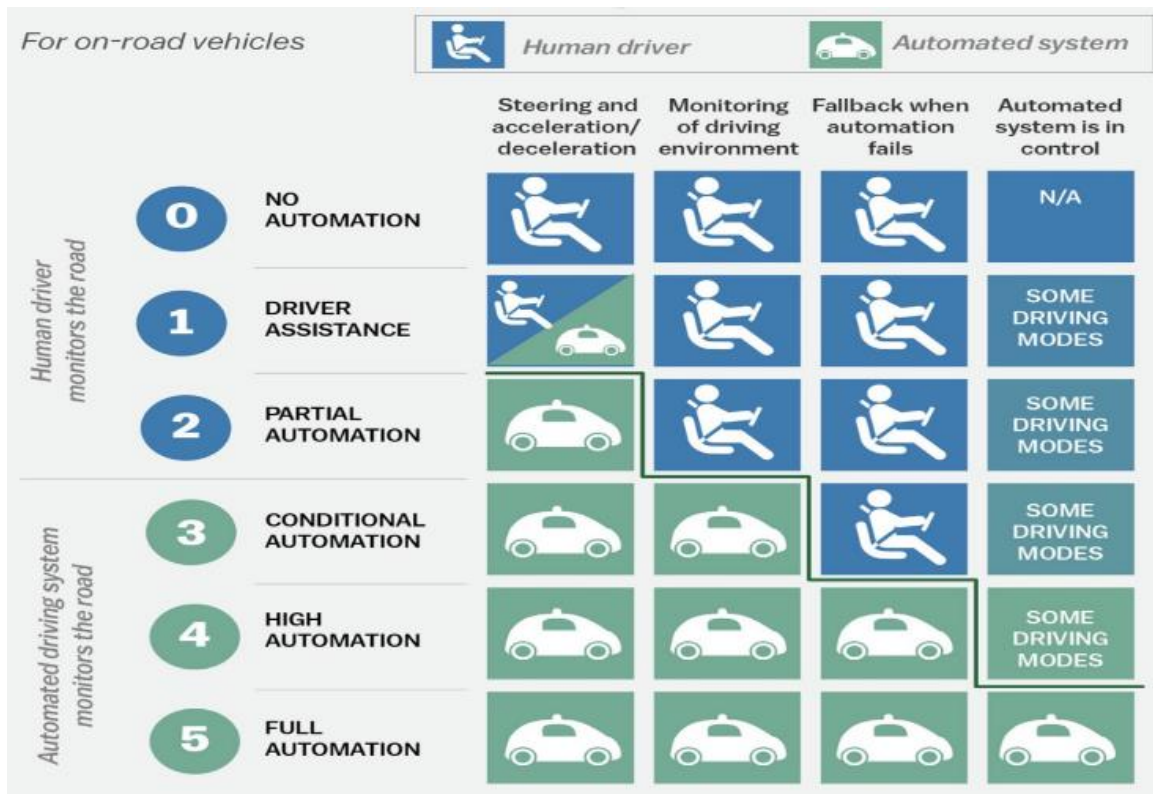 For on-road vehicles
Human driver
Automated system
Steering and
acceleration/
deceleration
Monitoring
of driving
environment
Fallback when
automation
fails
Automated
system is in
control
Human driver
monitors the road
0
NO
AUTOMATION
N/A
1
DRIVER
ASSISTANCE
SOME
DRIVING
MODES
2
PARTIAL
AUTOMATION
SOME
DRIVING
MODES
Automated driving system
monitors the road
3
CONDITIONAL
AUTOMATION
SOME
DRIVING
MODES
4
HIGH
AUTOMATION
SOME
DRIVING
MODES
5
FULL
AUTOMATION